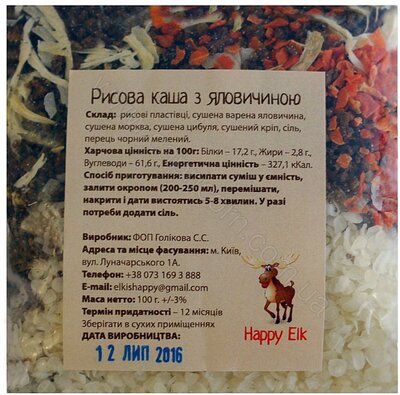 Рисова каша з яловичиною
Склад: рисові пластівці, сушена варена яловичина,
сушена морква, сушена цибуля, сушений кріп, сіль,
перець чорний мелений.
Харчова цінність на 100г: Білки – 17,2 г., Жири – 2,8 г.,
Вуглеводи – 61,6 г., Енергетична цінність – 327,1 кКал.
Спосіб приготування: висипати суміш у ємність,
залити окропом (200-250 мл), перемішати,
накрити і дати вистоятись 5-8 хвилин. У разі
потреби додати сіль.
Виробник: ФОП Голікова С.С.
Адреса та місце фасування: м. Київ,
вул. Луначарського 1А.
Телефон: +38 073 169 3 888
E-mail: elkishappy@gmail.com
Маса нетто: 100 г. +/-3%
Термін придатності – 12 місяців
Зберігати в сухих приміщеннях
ДАТА ВИРОБНИЦТВА:
12 ЛИП 2016
Happy Elk